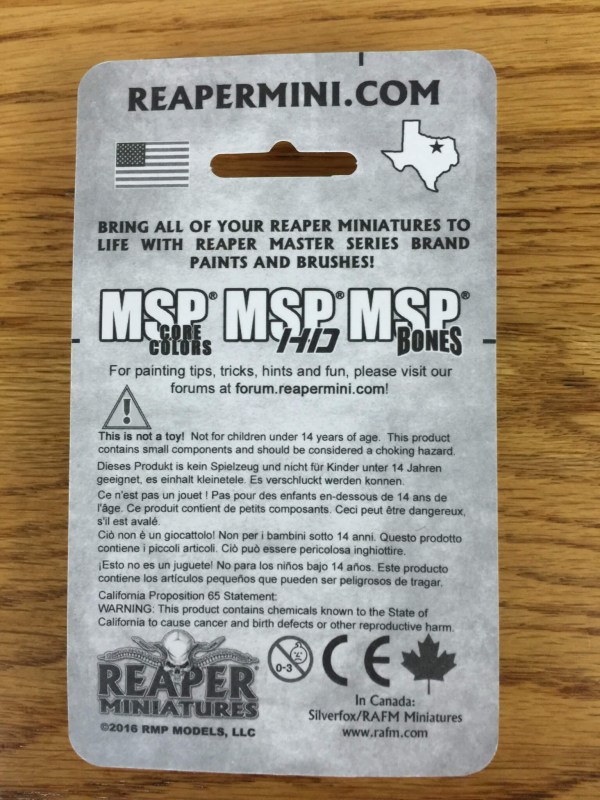 REAPERMINI.COM
BRING ALL OF YOUR REAPER MINIATURES TO
LIFE WITH REAPER MASTER SERIES BRAND
PAINTS AND BRUSHES!
MSP® CORE COLORS MSP® HD MSP® BONES
For painting tips, tricks, hints and fun, please visit our
forums at forum.reapermini.com!
This is not a toy! Not for children under 14 years of age. This product
contains small components and should be considered a choking hazard.
Dieses Produkt is kein Spielzeug und nicht für Kinder unter 14 Jahren
geeignet, es einhalt kleinetele. Es verschluckt werden konnen.
Ce n'est pas un jouet ! Pas pour des enfants en-dessous de 14 ans de
l'âge. Ce produit contient de petits composants. Ceci peut être dangereux,
s'il est avalé.
Ciò non è un giocattolo! Non per i bambini sotto 14 anni. Questo prodotto
contiene i piccoli articoli. Ciò può essere pericolosa inghiottire.
¡Esto no es un juguete! No para los niños bajo 14 años. Este producto
contiene los artículos pequeños que pueden ser peligrosos de tragar.
California Proposition 65 Statement:
WARNING: This product contains chemicals known to the State of
California to cause cancer and birth defects or other reproductive harm.
REAPER
MINIATURES
©2016 RMP MODELS, LLC
0-3
CE
In Canada:
Silverfox/RAFM Miniatures
www.rafm.com